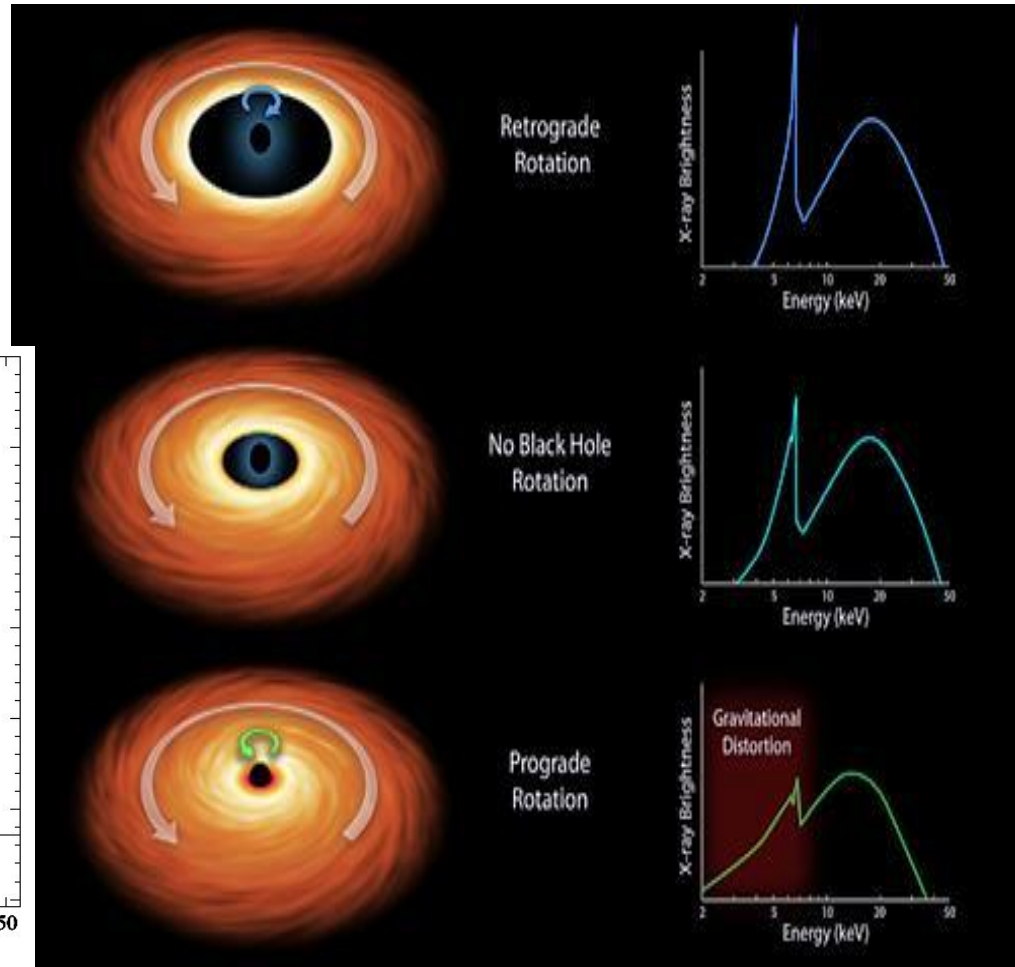 Retrograde
Rotation
X-ray Brightness
2 5 10 20 50
Energy (keV)
No Black Hole
Rotation
X-ray Brightness
2 5 10 20 50
Energy (keV)
Prograde
Rotation
Gravitational
Distortion
X-ray Brightness
2 5 10 20 50
Energy (keV)
50